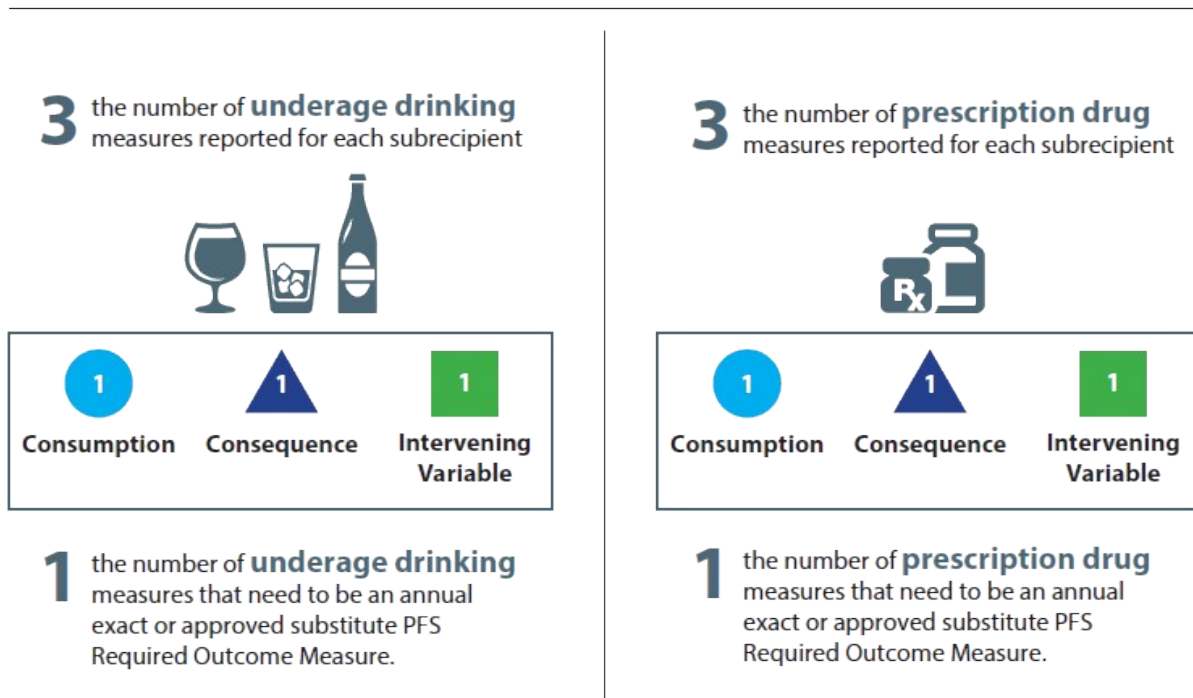 3 the number of underage drinking
measures reported for each subrecipient
1
1
1
Consumption
Consequence
Intervening
Variable
1 the number of underage drinking
measures that need to be an annual
exact or approved substitute PFS
Required Outcome Measure.
3 the number of prescription drug
measures reported for each subrecipient
Rx
1
1
1
Consumption
Consequence
Intervening
Variable
1 the number of prescription drug
measures that need to be an annual
exact or approved substitute PFS
Required Outcome Measure.